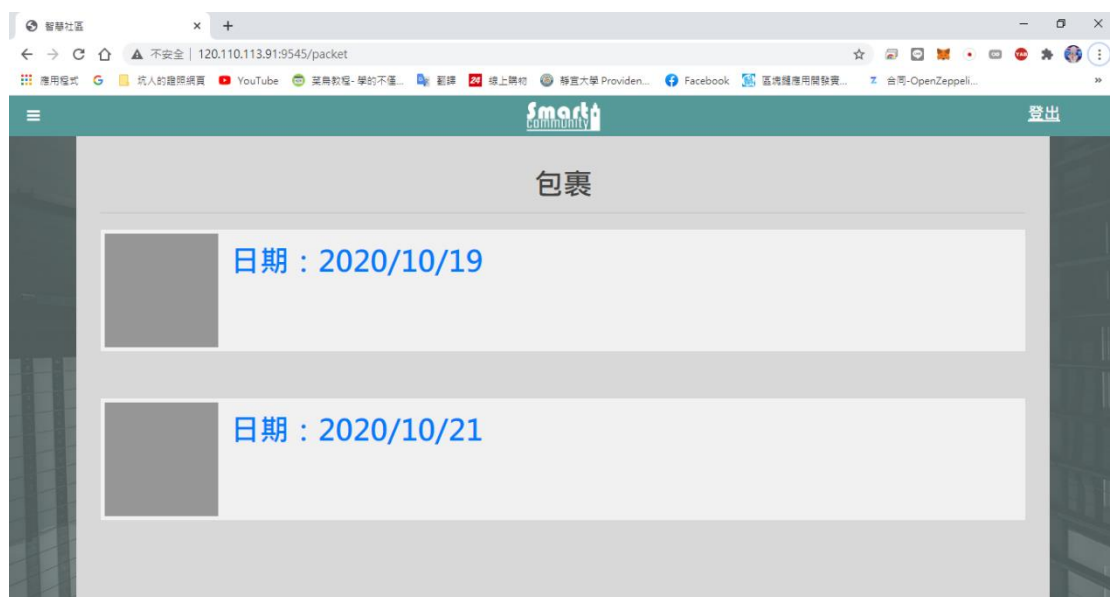 智慧社區
不安全 | 120.110.113.91:9545/packet
應用程式 坑人的證照網頁 YouTube 菜鳥教程-學的不僅... 翻譯 24 線上購物 靜宜大學 Providen... Facebook 區塊鏈應用開發實... 合同-OpenZeppeli... »
Smart
community
登出
包裹
日期：2020/10/19
日期：2020/10/21